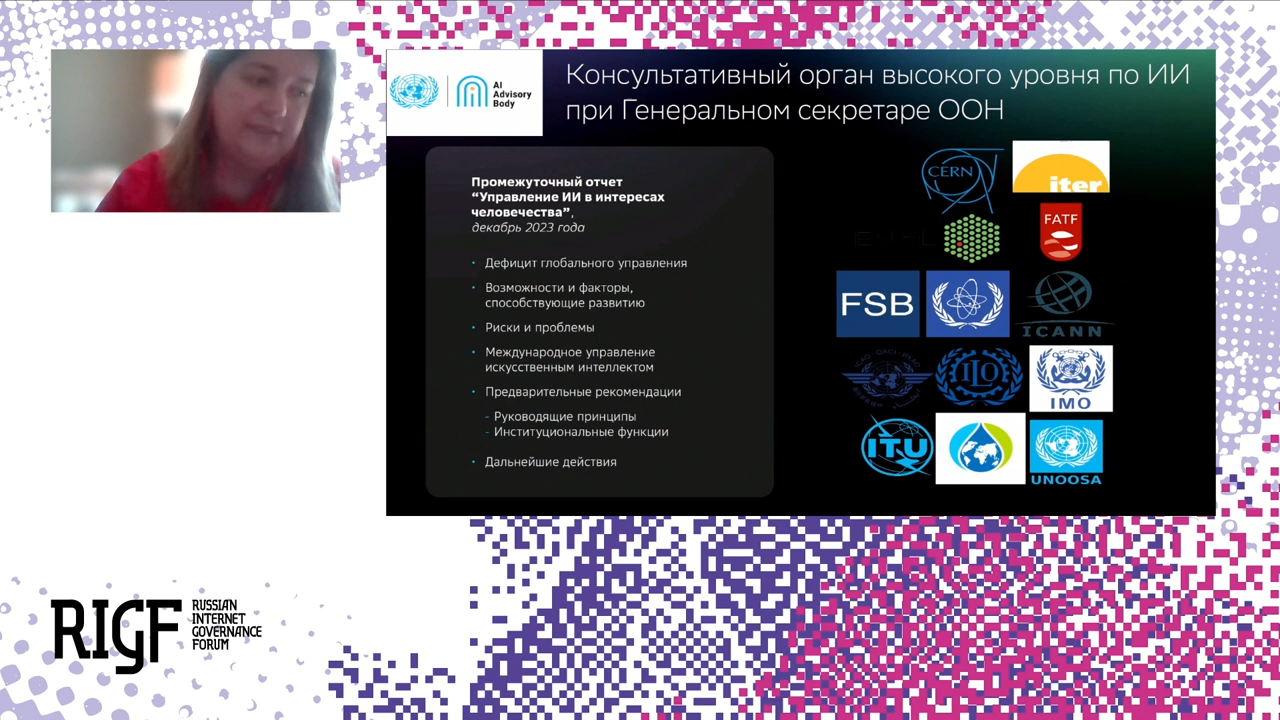 AI
Advisory
Body
Консультативный орган высокого уровня по ИИ
при Генеральном секретаре ООН
Промежуточный отчет
“Управление ИИ в интересах
человечества”,
декабрь 2023 года
• Дефицит глобального управления
• Возможности и факторы,
способствующие развитию
• Риски и проблемы
• Международное управление
искусственным интеллектом
• Предварительные рекомендации
- Руководящие принципы
- Институциональные функции
• Дальнейшие действия
CERN
iter
FATF
FSB
ICANN
ILO
IMO
ITU
UNOOSA
RIGF
RUSSIAN
INTERNET
GOVERNANCE
FORUM